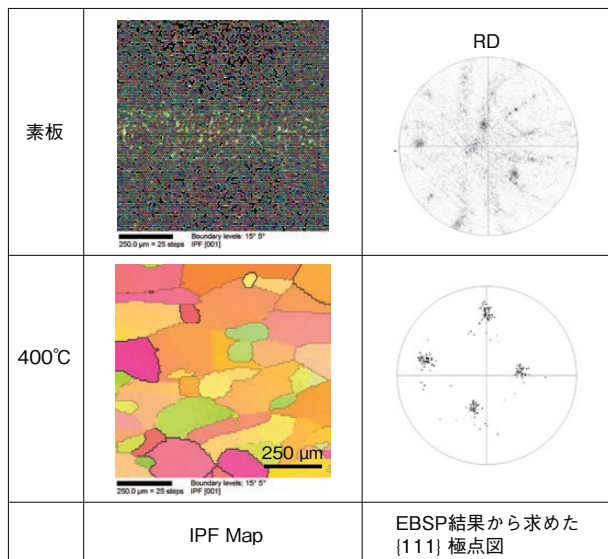 素板
250.0 μm = 25 steps
Boundary levels: 15° 5°
IPF [001]
RD
400℃
250 μm
250.0 μm = 25 steps
Boundary levels: 15° 5°
IPF [001]
IPF Map
EBSP結果から求めた
{111} 極点図